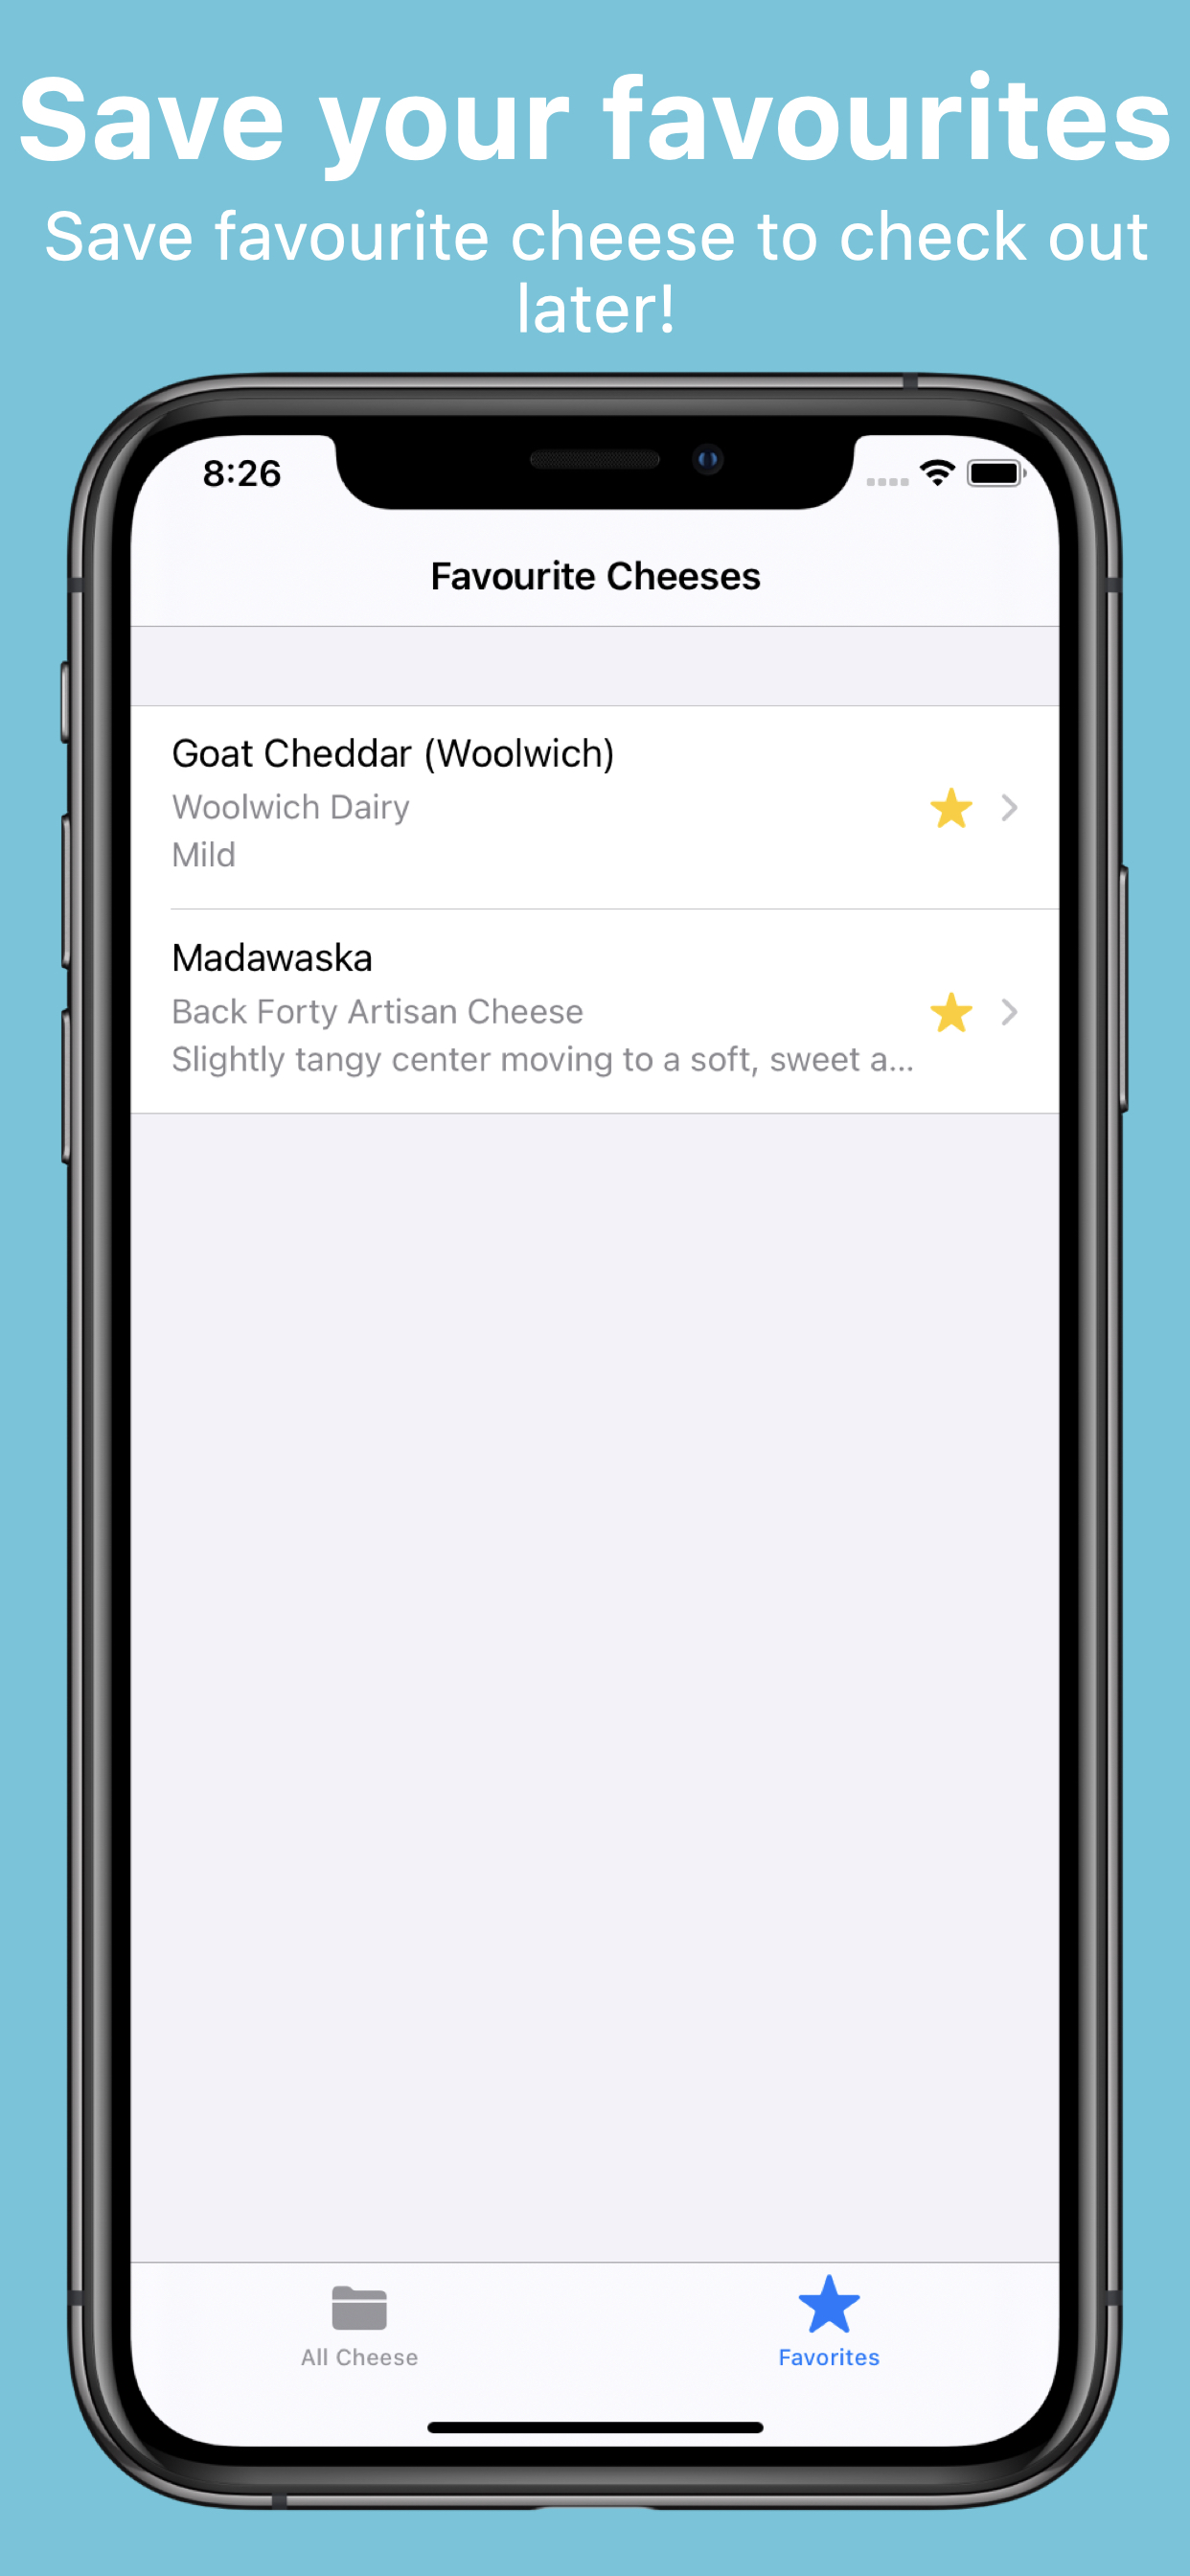 Save your favourites
Save favourite cheese to check out
later!
8:26
Favourite Cheeses
Goat Cheddar (Woolwich)
Woolwich Dairy
Mild
Madawaska
Back Forty Artisan Cheese
Slightly tangy center moving to a soft, sweet a...
All Cheese
Favorites